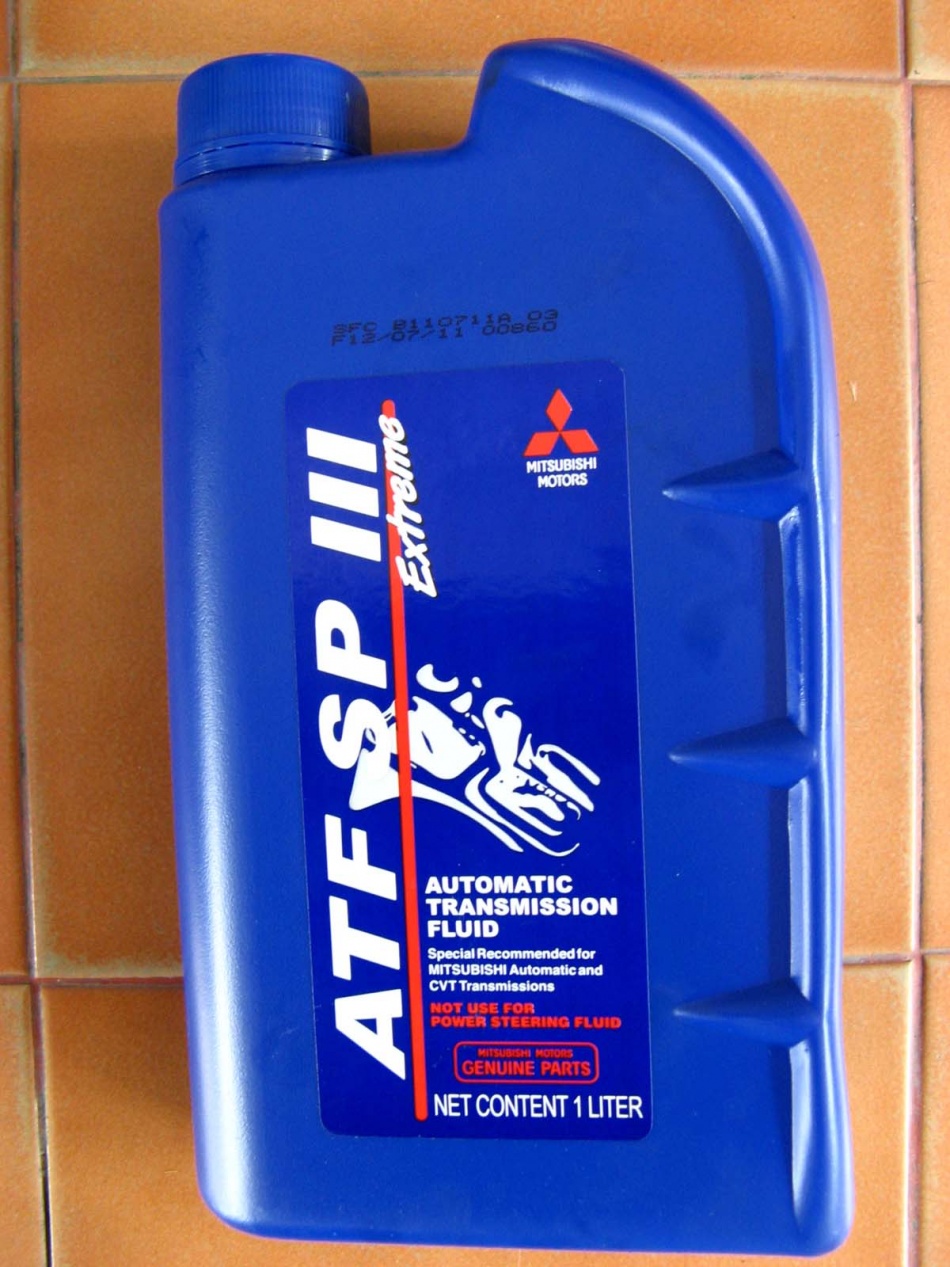 SFC B110711A 03
F12/07/11 00860
MITSUBISHI
MOTORS
ATF SP III
Extreme
AUTOMATIC
TRANSMISSION
FLUID
Special Recommended for
MITSUBISHI Automatic and
CVT Transmissions
NOT USE FOR
POWER STEERING FLUID
MITSUBISHI MOTORS
GENUINE PARTS
NET CONTENT 1 LITER